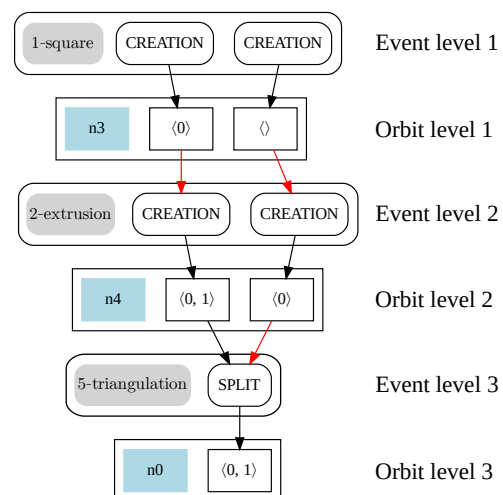 1-square CREATION CREATION Event level 1
n3 ⟨0⟩ ⟨⟩ Orbit level 1
2-extrusion CREATION CREATION Event level 2
n4 ⟨0, 1⟩ ⟨0⟩ Orbit level 2
5-triangulation SPLIT Event level 3
n0 ⟨0, 1⟩ Orbit level 3